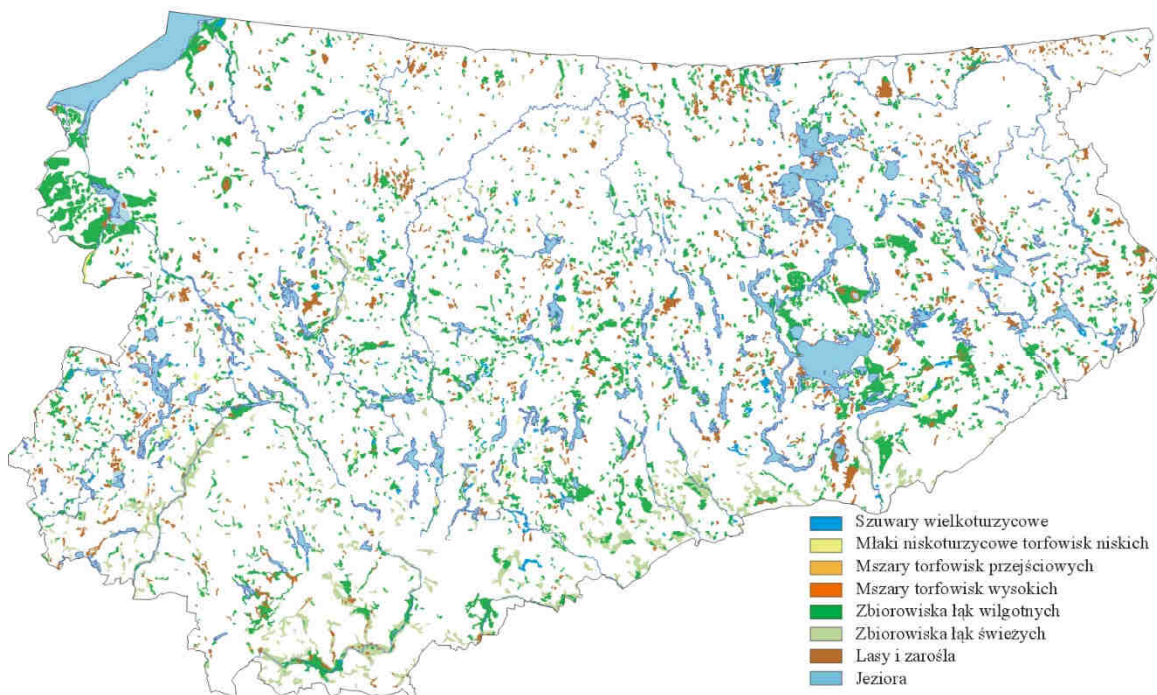 Szuwary wielkoturzycowe
Młaki niskoturzycowe torfowisk niskich
Mszary torfowisk przejściowych
Mszary torfowisk wysokich
Zbiorowiska łąk wilgotnych
Zbiorowiska łąk świeżych
Lasy i zarośla
Jeziora